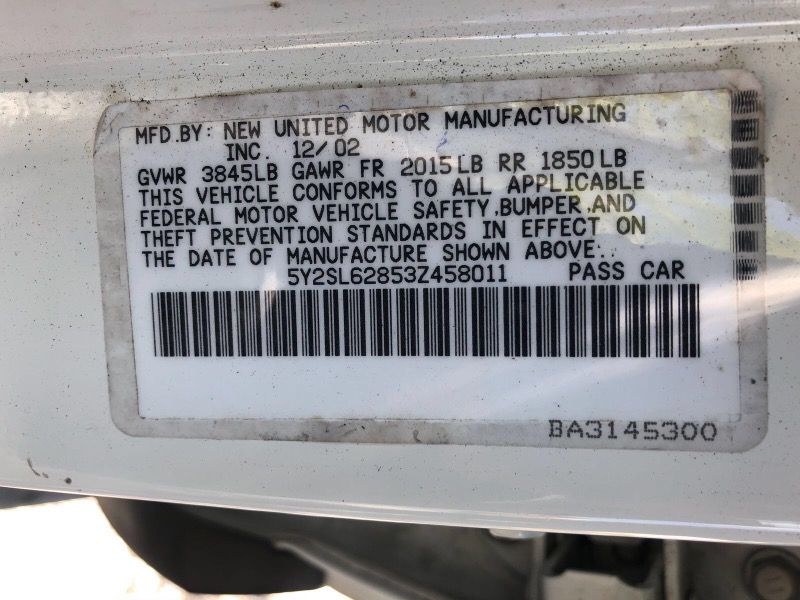 MFD.BY: NEW UNITED MOTOR MANUFACTURING
INC. 12/02
GVWR 3845LB GAWR FR 2015LB RR 1850LB
THIS VEHICLE CONFORMS TO ALL APPLICABLE
FEDERAL MOTOR VEHICLE SAFETY,BUMPER,AND
THEFT PREVENTION STANDARDS IN EFFECT ON
THE DATE OF MANUFACTURE SHOWN ABOVE..
5Y2SL62853Z458011 PASS CAR
BA3145300